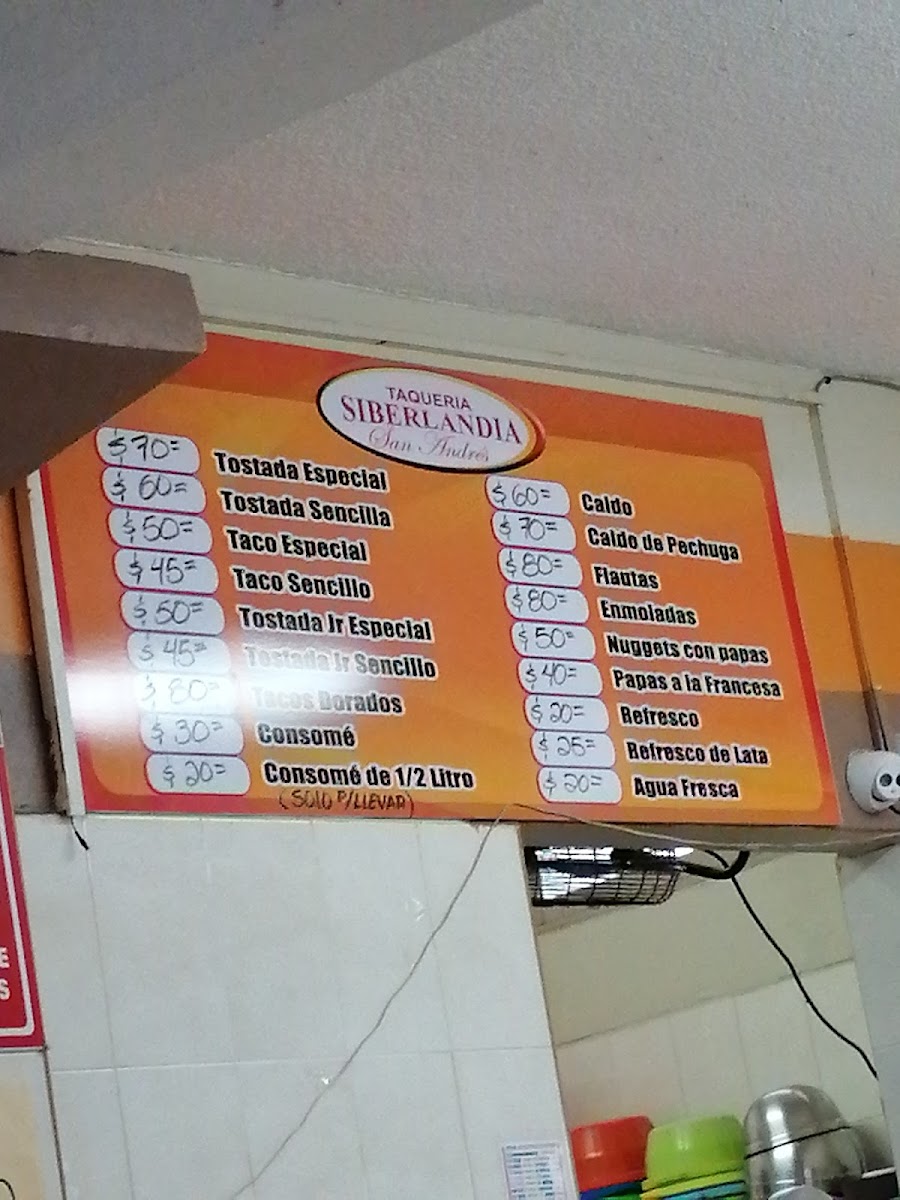 TAQUERIA
SIBERLANDIA
San Andrés
$70= Tostada Especial
$60= Tostada Sencilla
$50= Taco Especial
$45= Taco Sencillo
$50= Tostada Jr Especial
$45= Tostada Jr Sencillo
$80= Tacos Dorados
$30= Consomé
$20= Consomé de 1/2 Litro
(SOLO P/LLEVAR)
$60= Caldo
$70= Caldo de Pechuga
$80= Flautas
$80= Enmoladas
$50= Nuggets con papas
$40= Papas a la Francesa
$20= Refresco
$25= Refresco de Lata
$20= Agua Fresca
E
S